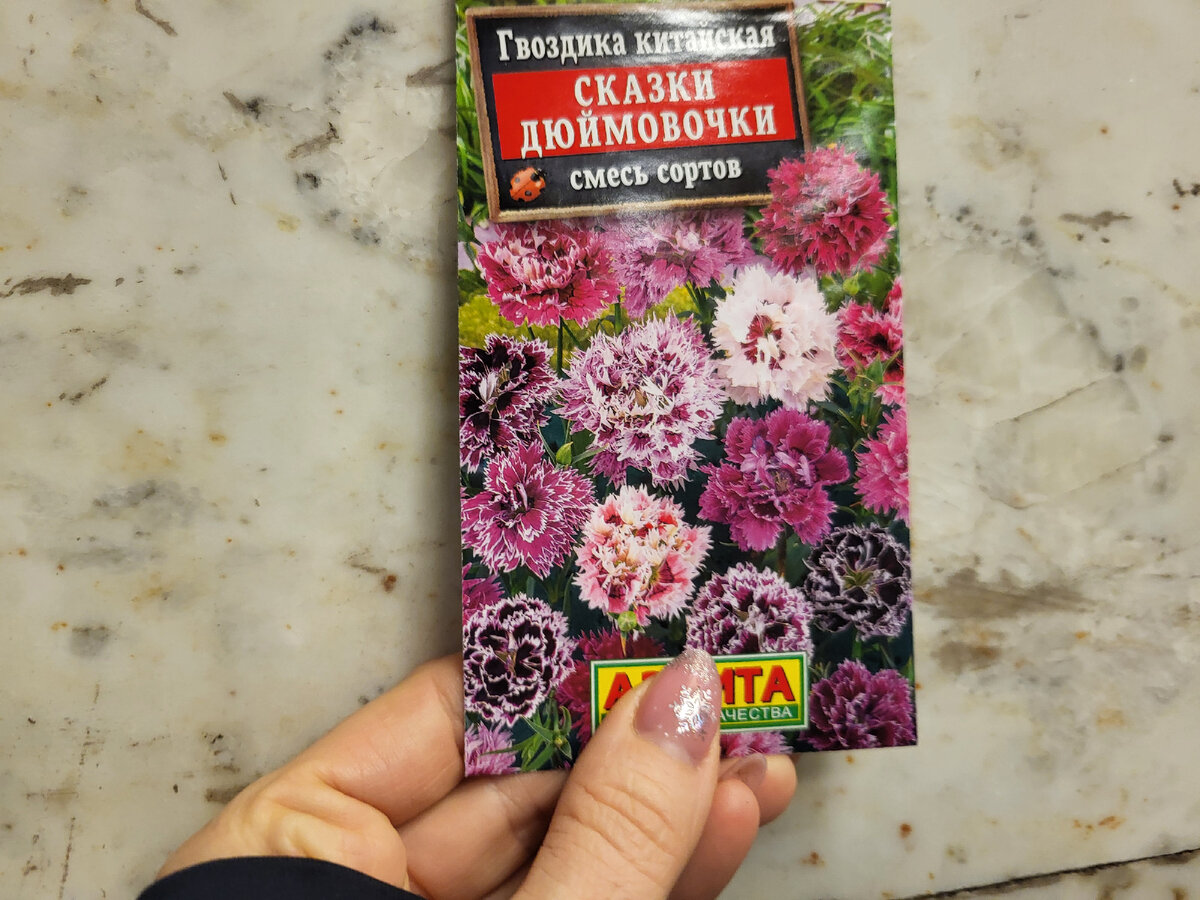 Гвоздика китайская
СКАЗКИ
ДЮЙМОВОЧКИ
смесь сортов